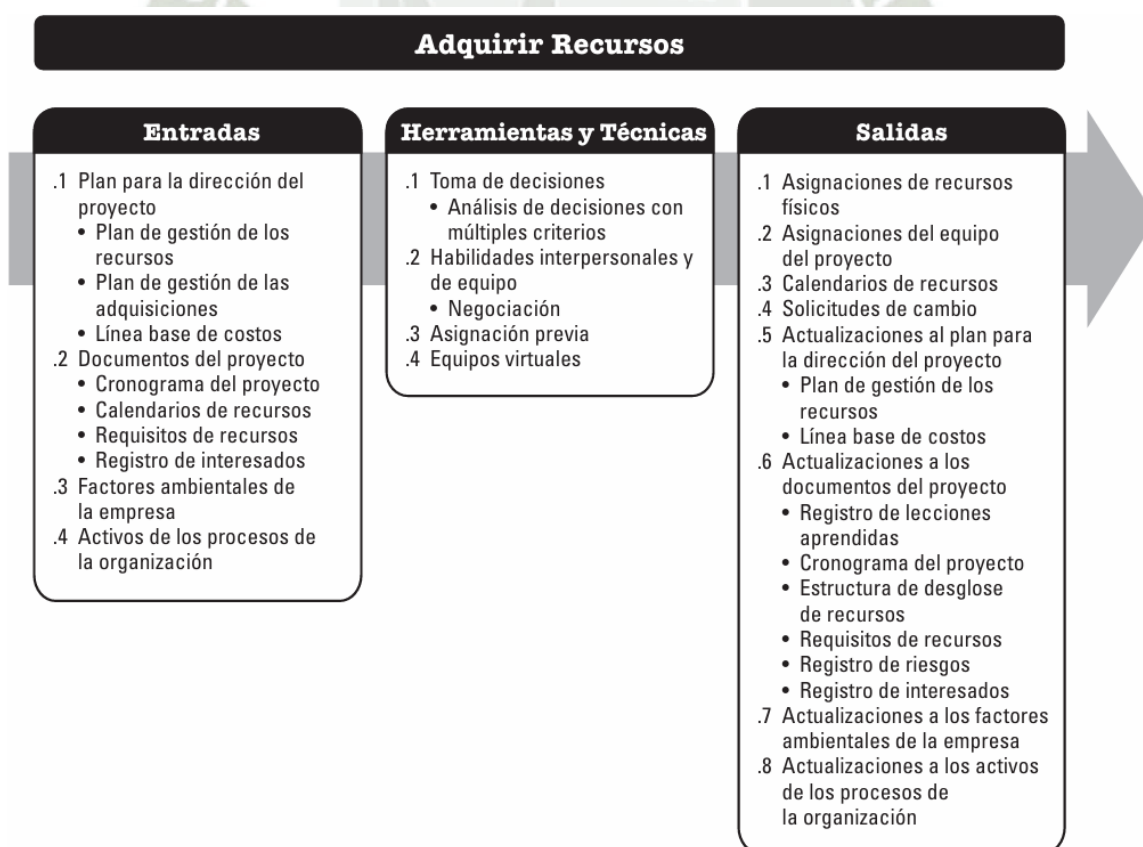 Adquirir Recursos
Entradas
.1 Plan para la dirección del
proyecto
• Plan de gestión de los
recursos
• Plan de gestión de las
adquisiciones
• Línea base de costos
.2 Documentos del proyecto
• Cronograma del proyecto
• Calendarios de recursos
• Requisitos de recursos
• Registro de interesados
.3 Factores ambientales de
la empresa
.4 Activos de los procesos de
la organización
Herramientas y Técnicas
.1 Toma de decisiones
• Análisis de decisiones con
múltiples criterios
.2 Habilidades interpersonales y
de equipo
• Negociación
.3 Asignación previa
.4 Equipos virtuales
Salidas
.1 Asignaciones de recursos
físicos
.2 Asignaciones del equipo
del proyecto
.3 Calendarios de recursos
.4 Solicitudes de cambio
.5 Actualizaciones al plan para
la dirección del proyecto
• Plan de gestión de los
recursos
• Línea base de costos
.6 Actualizaciones a los
documentos del proyecto
• Registro de lecciones
aprendidas
• Cronograma del proyecto
• Estructura de desglose
de recursos
• Requisitos de recursos
• Registro de riesgos
• Registro de interesados
.7 Actualizaciones a los factores
ambientales de la empresa
.8 Actualizaciones a los activos
de los procesos de
la organización